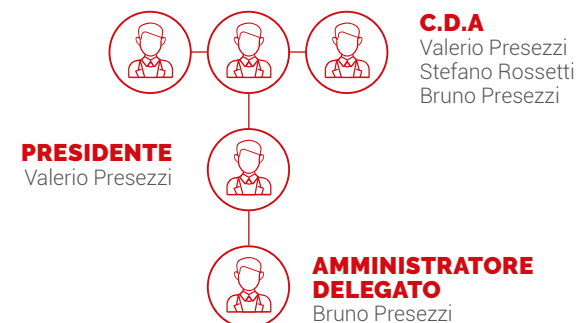 C.D.A
Valerio Presezzi
Stefano Rossetti
Bruno Presezzi
PRESIDENTE
Valerio Presezzi
AMMINISTRATORE
DELEGATO
Bruno Presezzi